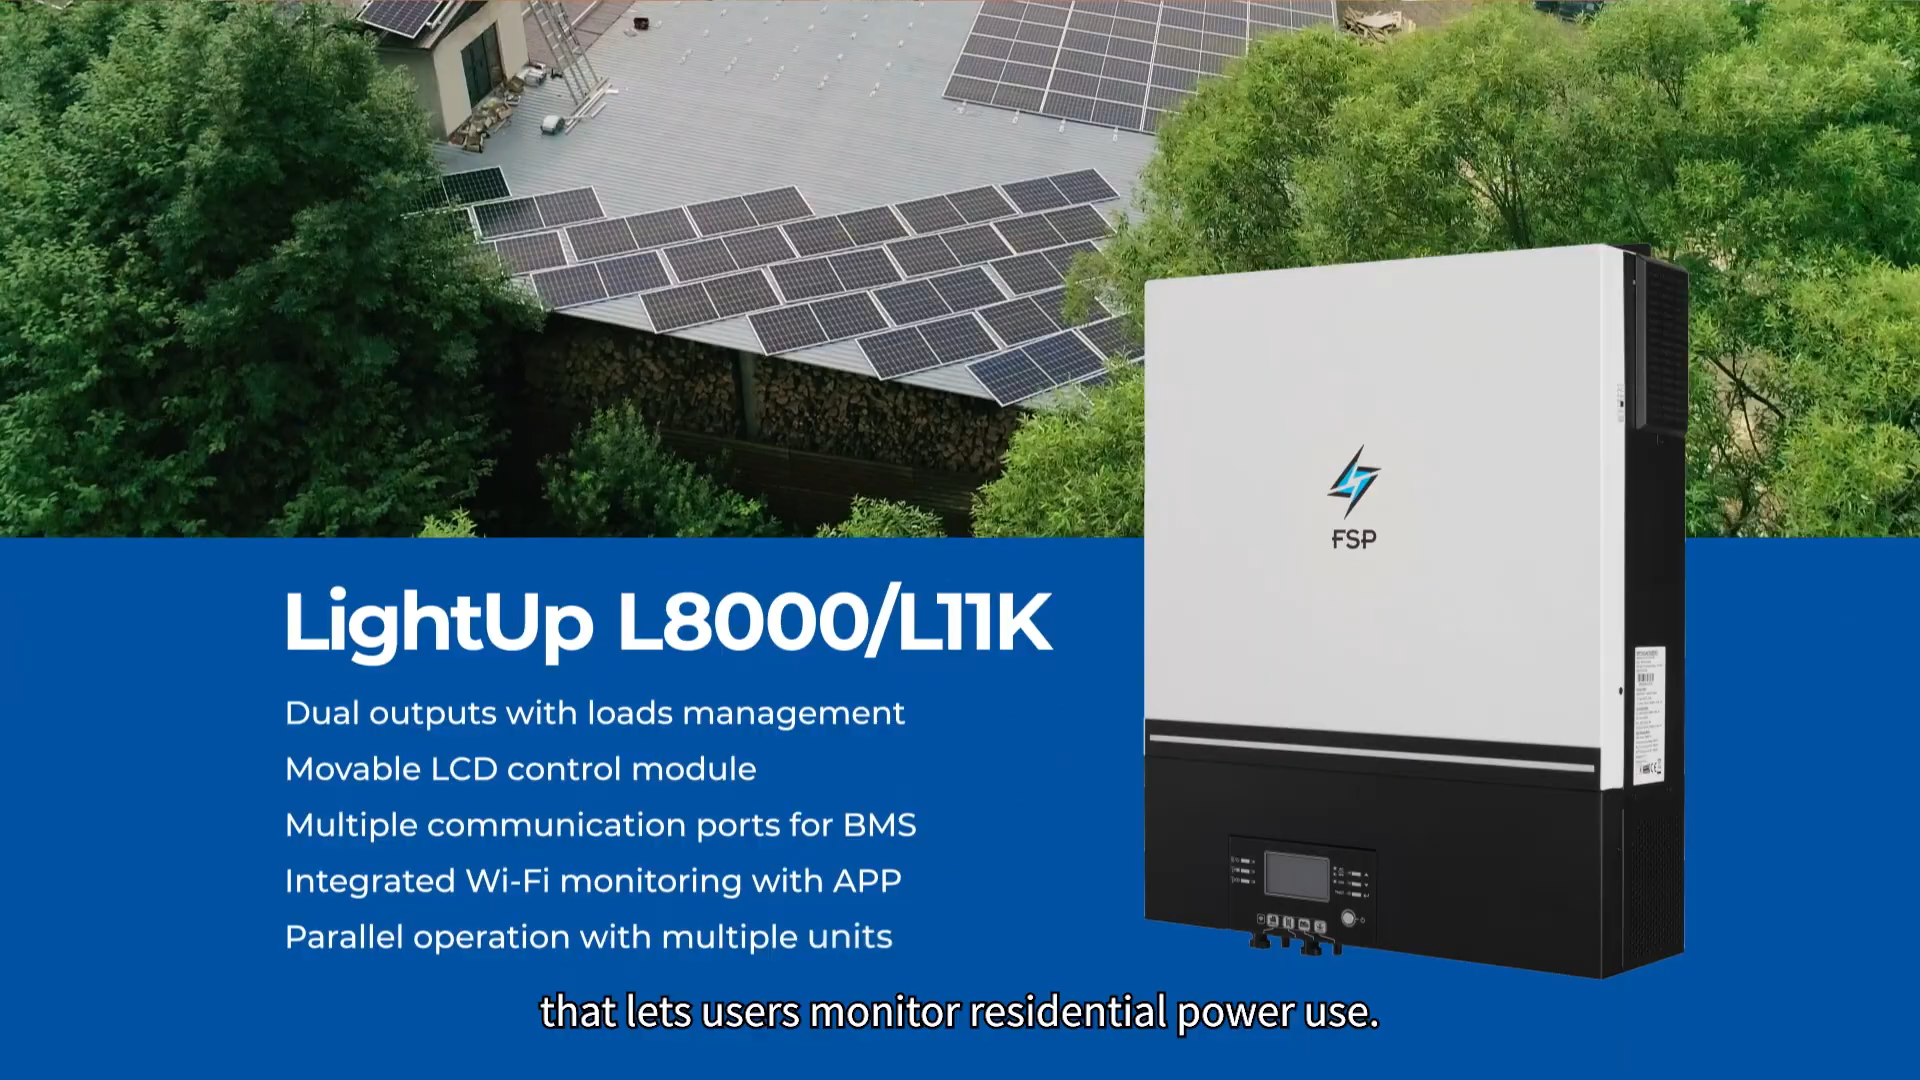 FSP
LightUp L8000/L11K
Dual outputs with loads management
Movable LCD control module
Multiple communication ports for BMS
Integrated Wi-Fi monitoring with APP
Parallel operation with multiple units
that lets users monitor residential power use.